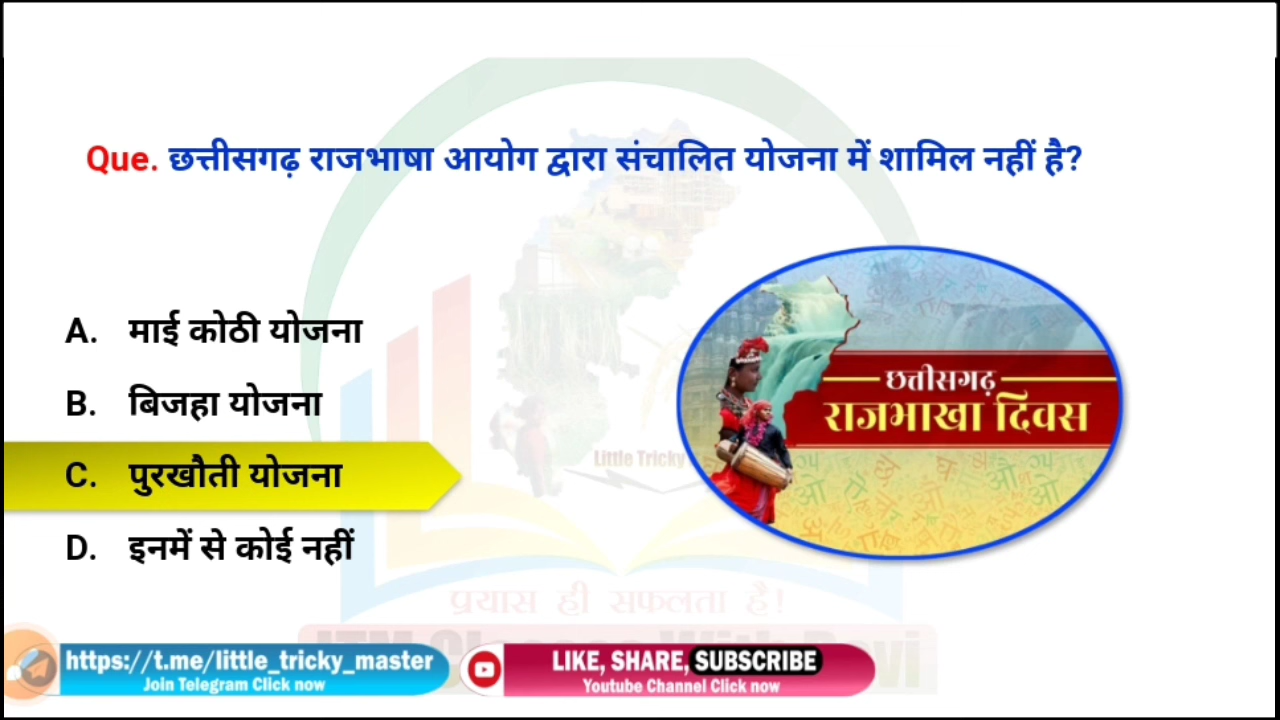 Que. छत्तीसगढ़ राजभाषा आयोग द्वारा संचालित योजना में शामिल नहीं है?
A. माई कोठी योजना
B. बिजहा योजना
C. पुरखौती योजना
D. इनमें से कोई नहीं
छत्तीसगढ़
राजभाखा दिवस
Little Tricky
प्रयास ही सफलता है!
https://t.me/little_tricky_master
Join Telegram Click now
LIKE, SHARE, SUBSCRIBE
Youtube Channel Click now